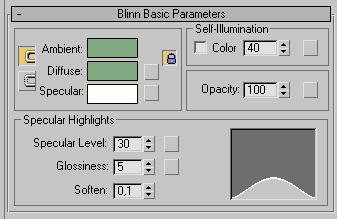 - Blinn Basic Parameters
Self-Illumination
Ambient:
Color 40
Diffuse:
Specular:
Opacity: 100
Specular Highlights
Specular Level: 30
Glossiness: 5
Soften: 0,1